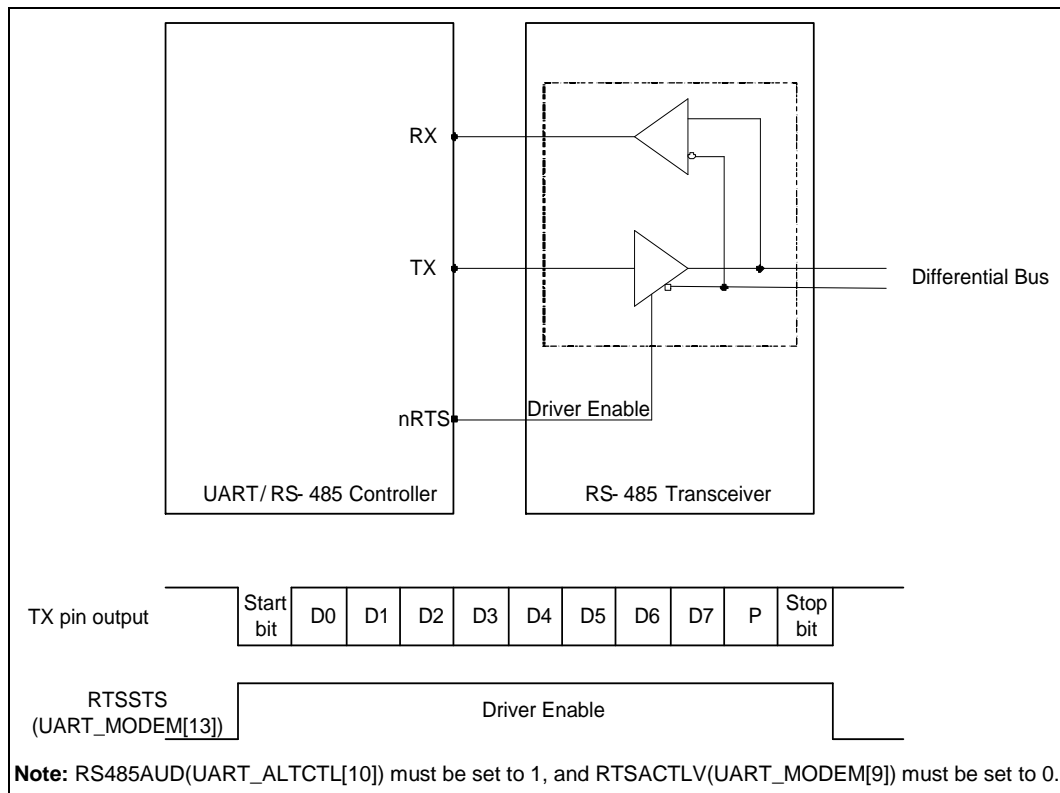 RX
TX
Differential Bus
nRTS
Driver Enable
UART/RS-485 Controller
RS-485 Transceiver
TX pin output
Start
bit
D0
D1
D2
D3
D4
D5
D6
D7
P
Stop
bit
RTSSTS
(UART_MODEM[13])
Driver Enable
Note: RS485AUD(UART_ALTCTL[10]) must be set to 1, and RTSACTLV(UART_MODEM[9]) must be set to 0.